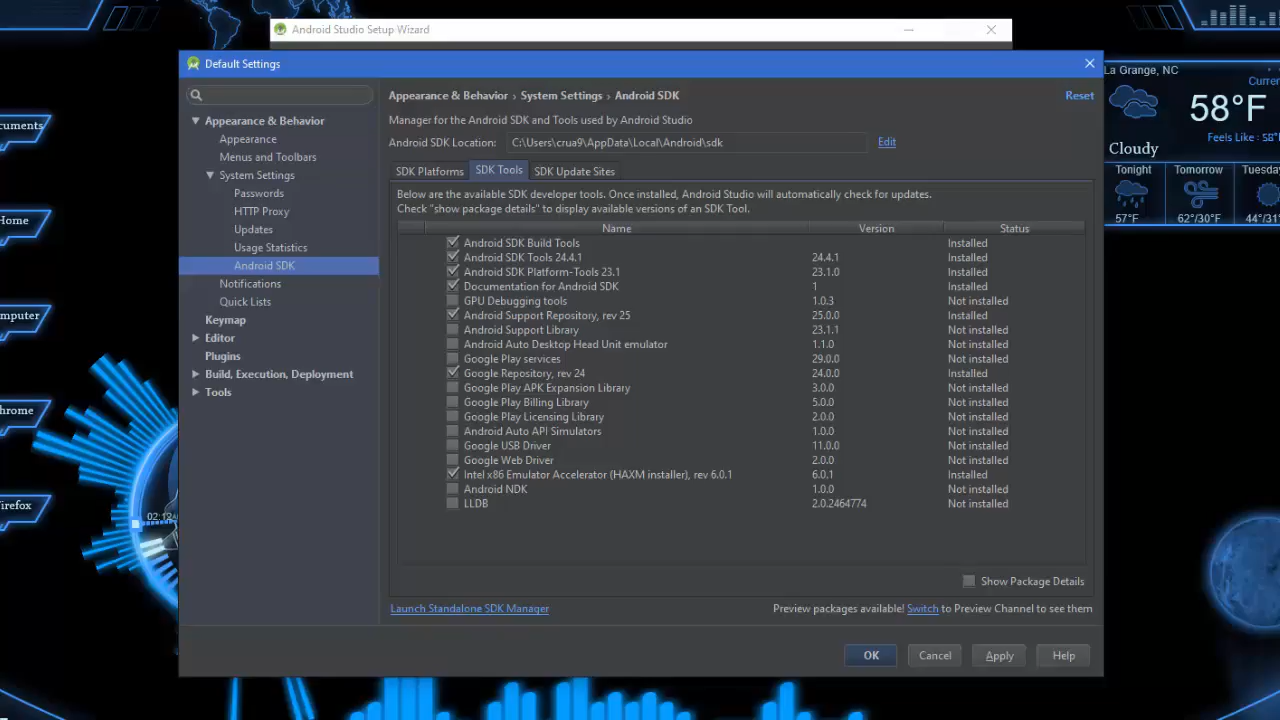 Android Studio Setup Wizard
Default Settings
La Grange, NC
58°F
Feels Like : 58°
Cloudy
Tonight
Tomorrow
57°F
62°/30°F
44°/31°
Home
Appearance & Behavior
Appearance
Menus and Toolbars
System Settings
Passwords
HTTP Proxy
Updates
Usage Statistics
Android SDK
Notifications
Quick Lists
Keymap
Editor
Plugins
Build, Execution, Deployment
Tools
Appearance & Behavior › System Settings › Android SDK
Reset
Manager for the Android SDK and Tools used by Android Studio
Android SDK Location: C:\Users\crua9\AppData\Local\Android\sdk Edit
SDK Platforms SDK Tools SDK Update Sites
Below are the available SDK developer tools. Once installed, Android Studio will automatically check for updates.
Check "show package details" to display available versions of an SDK Tool.
Name Version Status
Android SDK Build Tools Installed
Android SDK Tools 24.4.1 24.4.1 Installed
Android SDK Platform-Tools 23.1 23.1.0 Installed
Documentation for Android SDK 1 Installed
GPU Debugging tools 1.0.3 Not installed
Android Support Repository, rev 25 25.0.0 Installed
Android Support Library 23.1.1 Not installed
Android Auto Desktop Head Unit emulator 1.1.0 Not installed
Google Play services 29.0.0 Not installed
Google Repository, rev 24 24.0.0 Installed
Google Play APK Expansion Library 3.0.0 Not installed
Google Play Billing Library 5.0.0 Not installed
Google Play Licensing Library 2.0.0 Not installed
Android Auto API Simulators 1.0.0 Not installed
Google USB Driver 11.0.0 Not installed
Google Web Driver 2.0.0 Not installed
Intel x86 Emulator Accelerator (HAXM installer), rev 6.0.1 6.0.1 Installed
Android NDK 1.0.0 Not installed
LLDB 2.0.2464774 Not installed
Show Package Details
Launch Standalone SDK Manager
Preview packages available! Switch to Preview Channel to see them
OK Cancel Apply Help